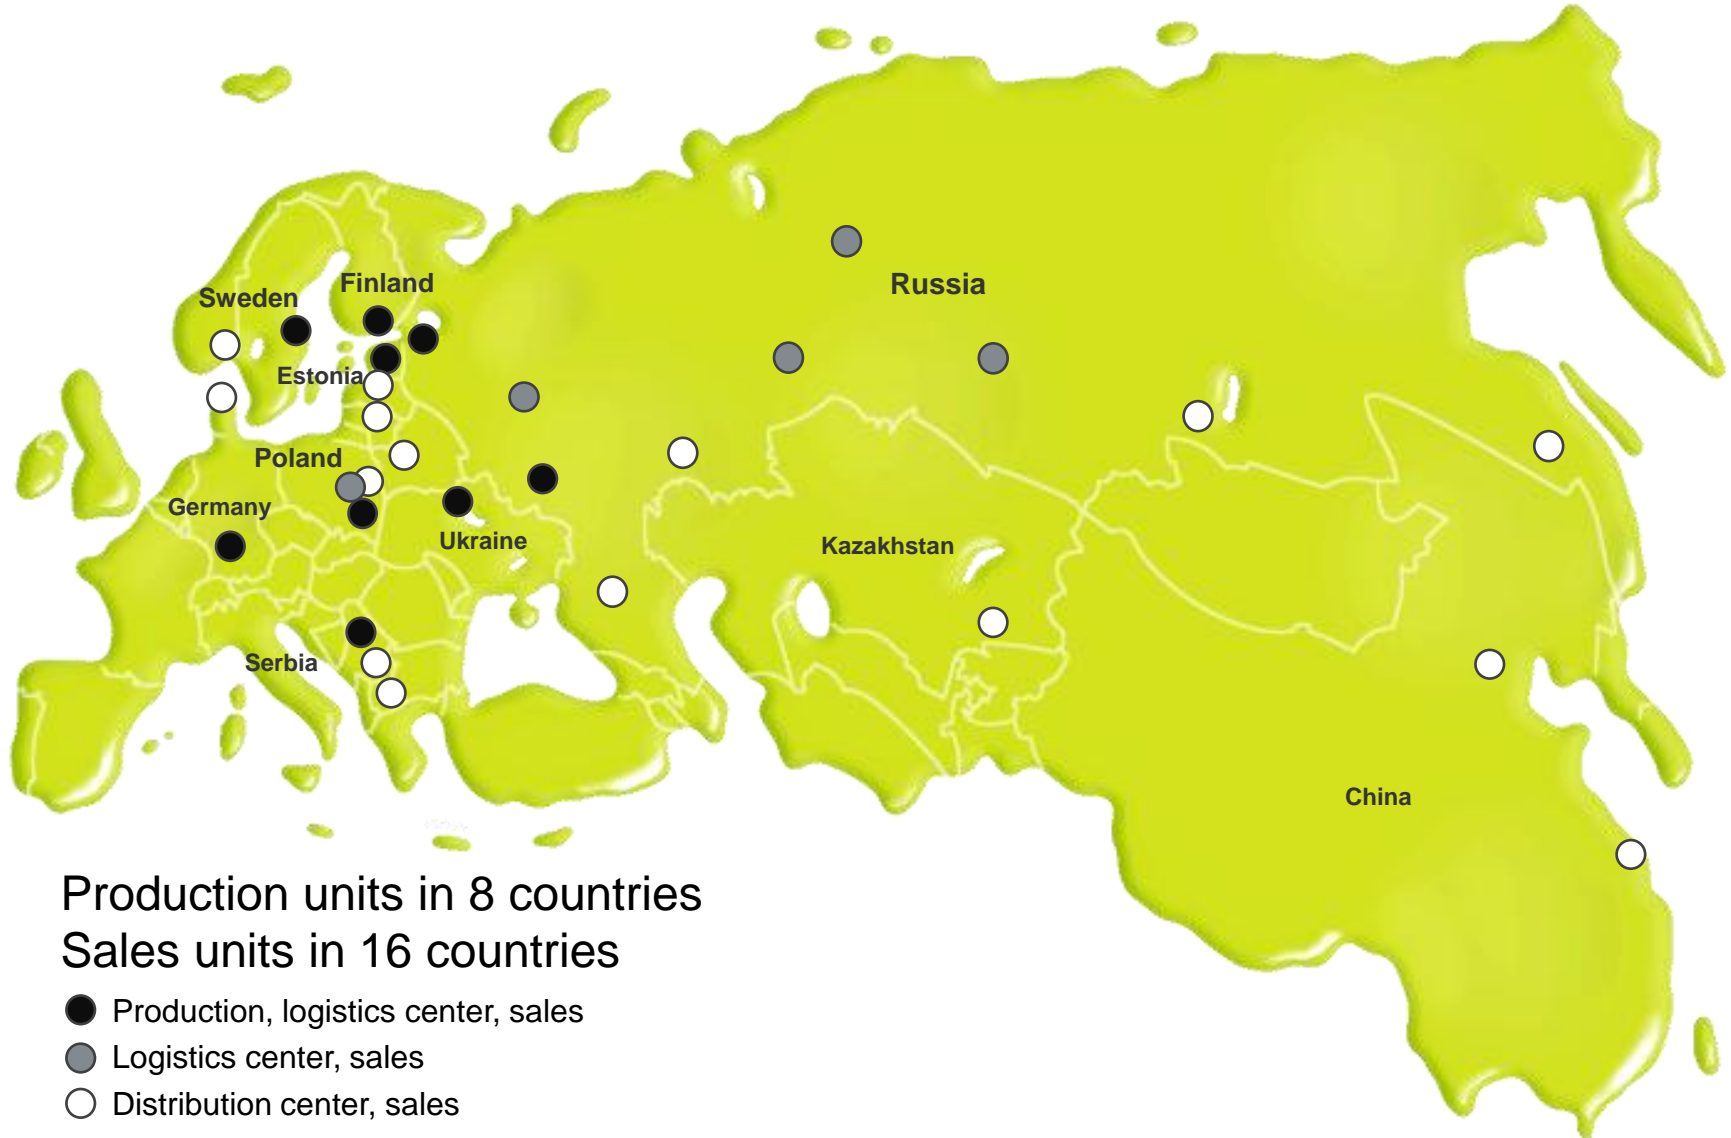 Finland
Russia
Sweden
Estonia
Poland
Germany
Ukraine
Kazakhstan
Serbia
China
Production units in 8 countries
Sales units in 16 countries
Production, logistics center, sales
Logistics center, sales
Distribution center, sales